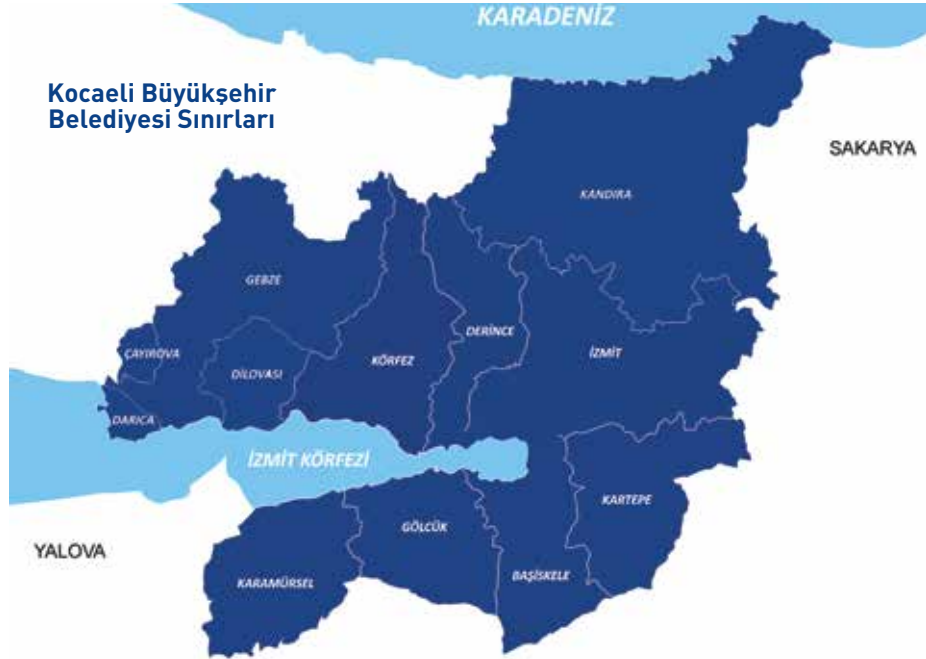 KARADENİZ
Kocaeli Büyükşehir
Belediyesi Sınırları
SAKARYA
KANDIRA
GEBZE
DERİNCE
ÇAYIROVA
KÖRFEZ
İZMİT
DİLOVASI
DARICA
İZMİT KÖRFEZİ
KARTEPE
GÖLCÜK
YALOVA
BAŞİSKELE
KARAMÜRSEL